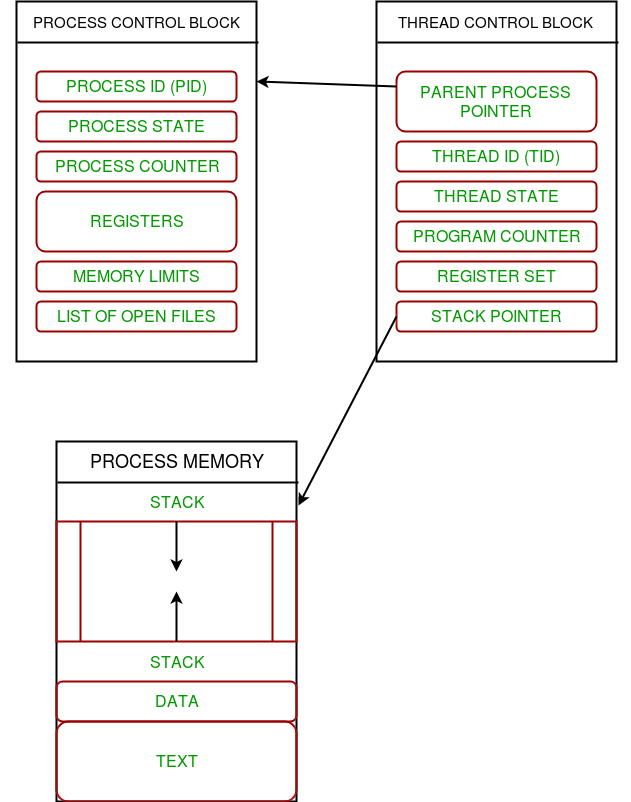 PROCESS CONTROL BLOCK
PROCESS ID (PID)
PROCESS STATE
PROCESS COUNTER
REGISTERS
MEMORY LIMITS
LIST OF OPEN FILES
THREAD CONTROL BLOCK
PARENT PROCESS
POINTER
THREAD ID (TID)
THREAD STATE
PROGRAM COUNTER
REGISTER SET
STACK POINTER
PROCESS MEMORY
STACK
STACK
DATA
TEXT